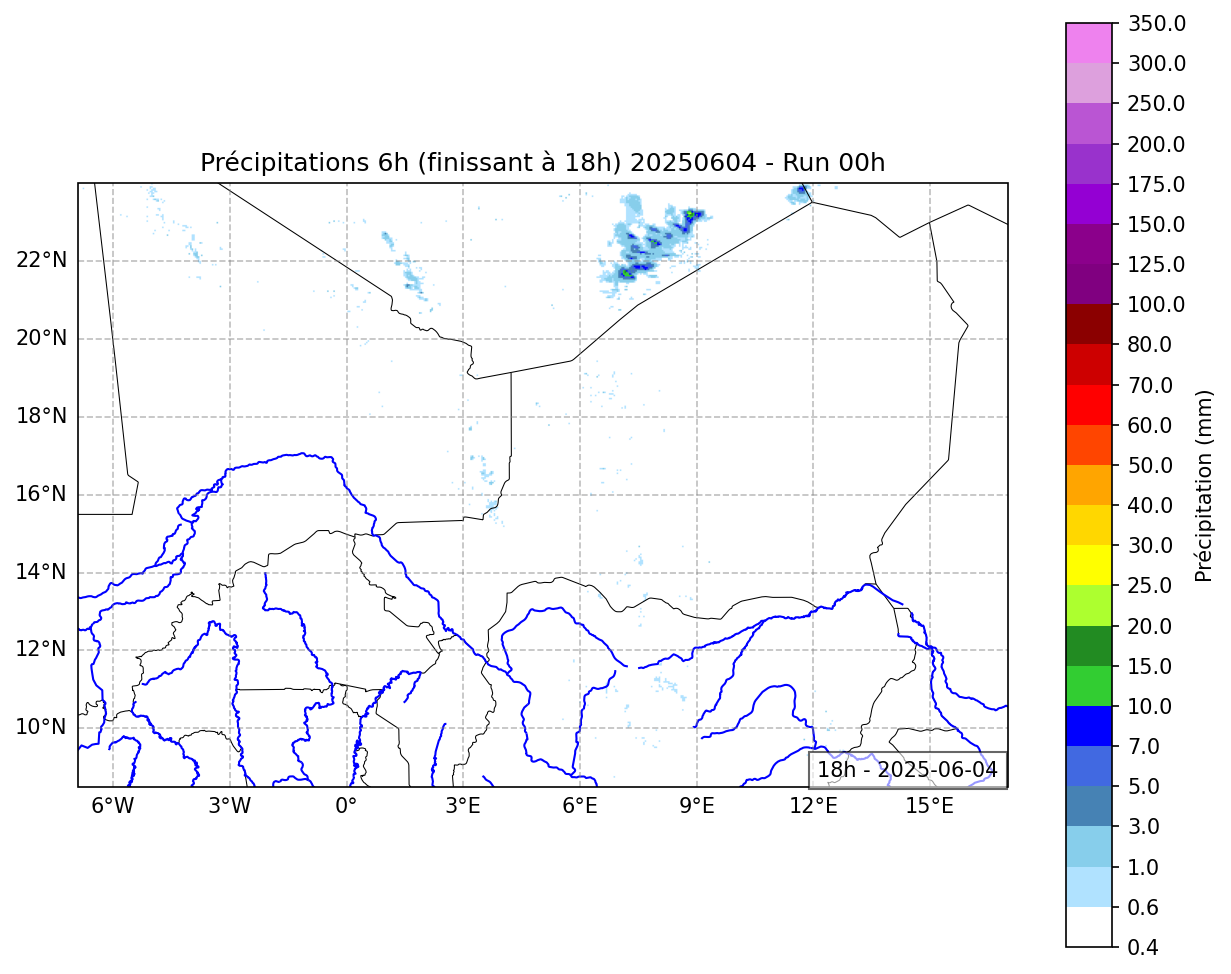 Précipitations 6h (finissant à 18h) 20250604 - Run 00h
22°N
20°N
18°N
16°N
14°N
12°N
10°N
6°W
3°W
0°
3°E
6°E
9°E
12°E
15°E
18h - 2025-06-04
350.0
300.0
250.0
200.0
175.0
150.0
125.0
100.0
80.0
70.0
60.0
50.0
40.0
30.0
25.0
20.0
15.0
10.0
7.0
5.0
3.0
1.0
0.6
0.4
Précipitation (mm)